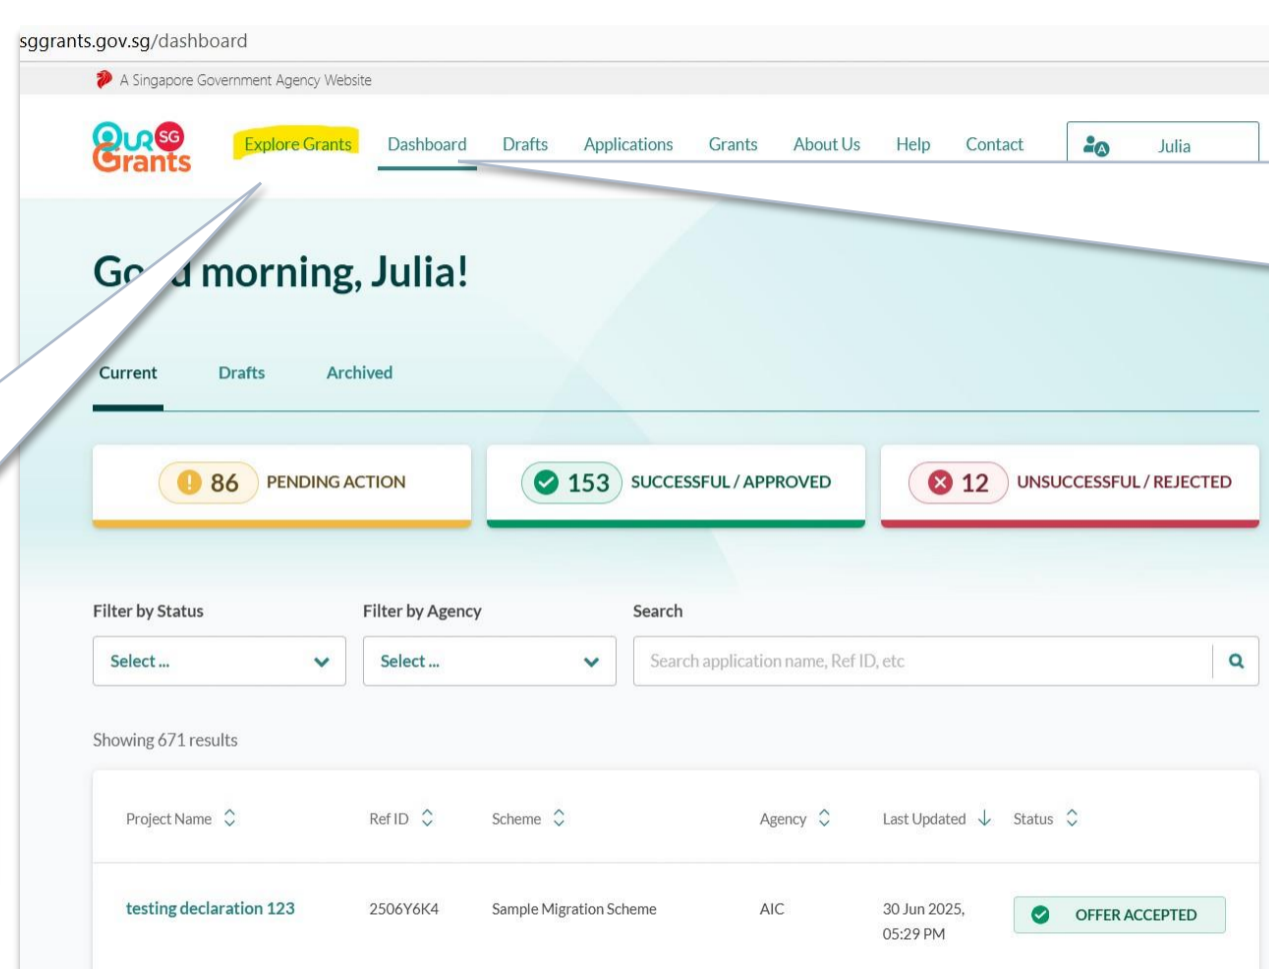 sggrants.gov.sg/dashboard
A Singapore Government Agency Website
OUR SG
Grants
Explore Grants Dashboard Drafts Applications Grants About Us Help Contact Julia
Good morning, Julia!
Current Drafts Archived
86 PENDING ACTION 153 SUCCESSFUL / APPROVED 12 UNSUCCESSFUL / REJECTED
Filter by Status Filter by Agency Search
Select ... Select ... Search application name, Ref ID, etc
Showing 671 results
Project Name Ref ID Scheme Agency Last Updated Status
testing declaration 123 2506Y6K4 Sample Migration Scheme AIC 30 Jun 2025, OFFER ACCEPTED
05:29 PM